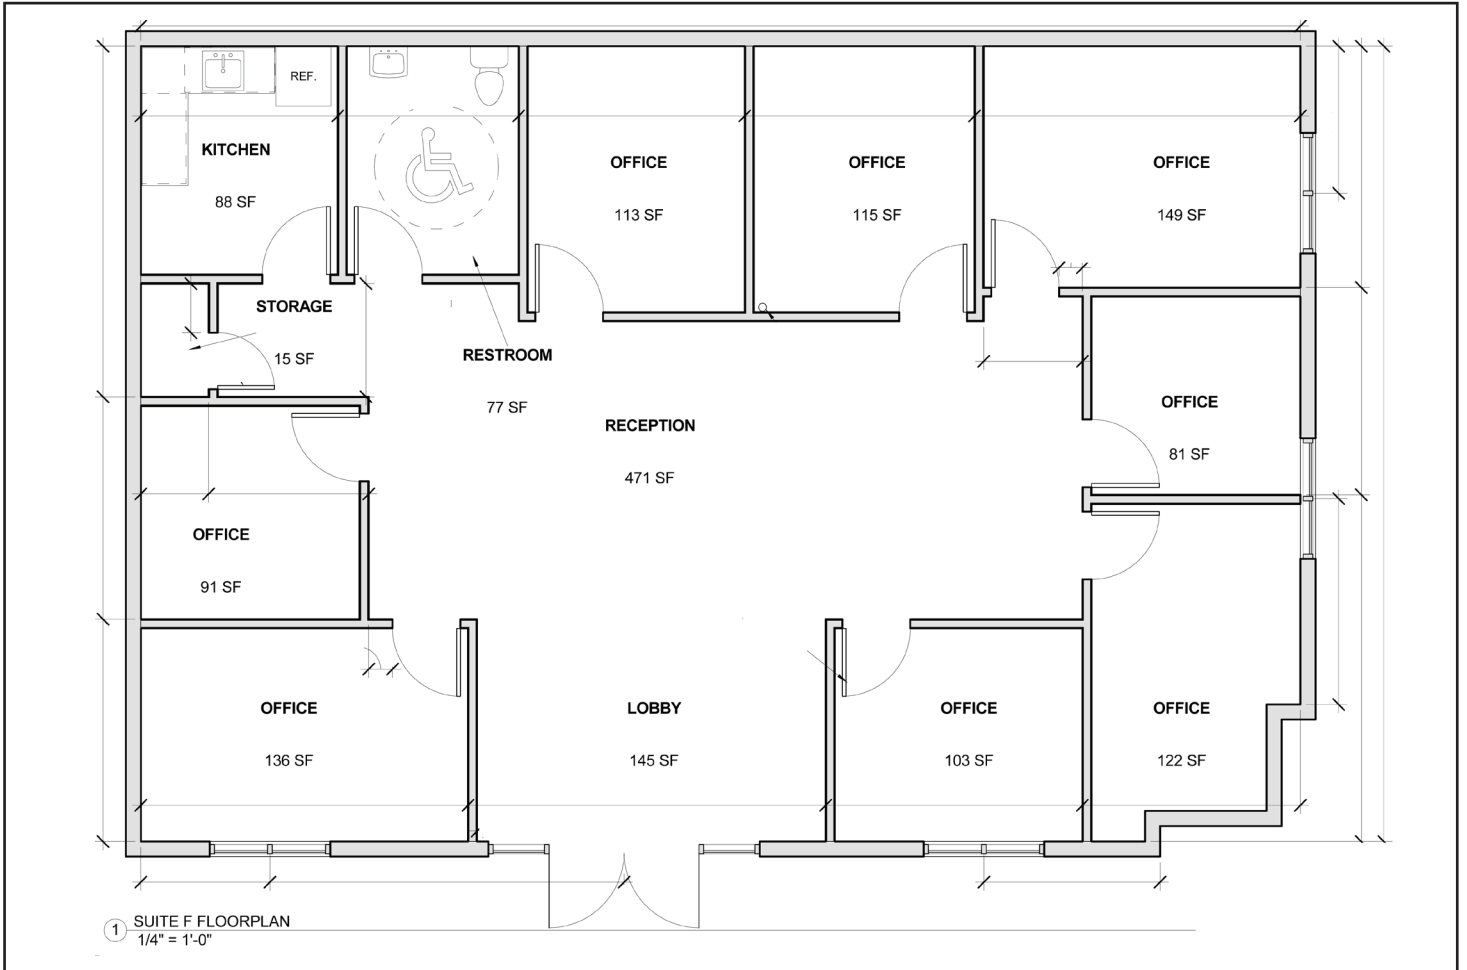 REF.
KITCHEN
88 SF
OFFICE
113 SF
OFFICE
115 SF
OFFICE
149 SF
STORAGE
15 SF
RESTROOM
77 SF
RECEPTION
471 SF
OFFICE
81 SF
OFFICE
91 SF
OFFICE
136 SF
LOBBY
145 SF
OFFICE
103 SF
OFFICE
122 SF
1 SUITE F FLOORPLAN
1/4" = 1'-0"